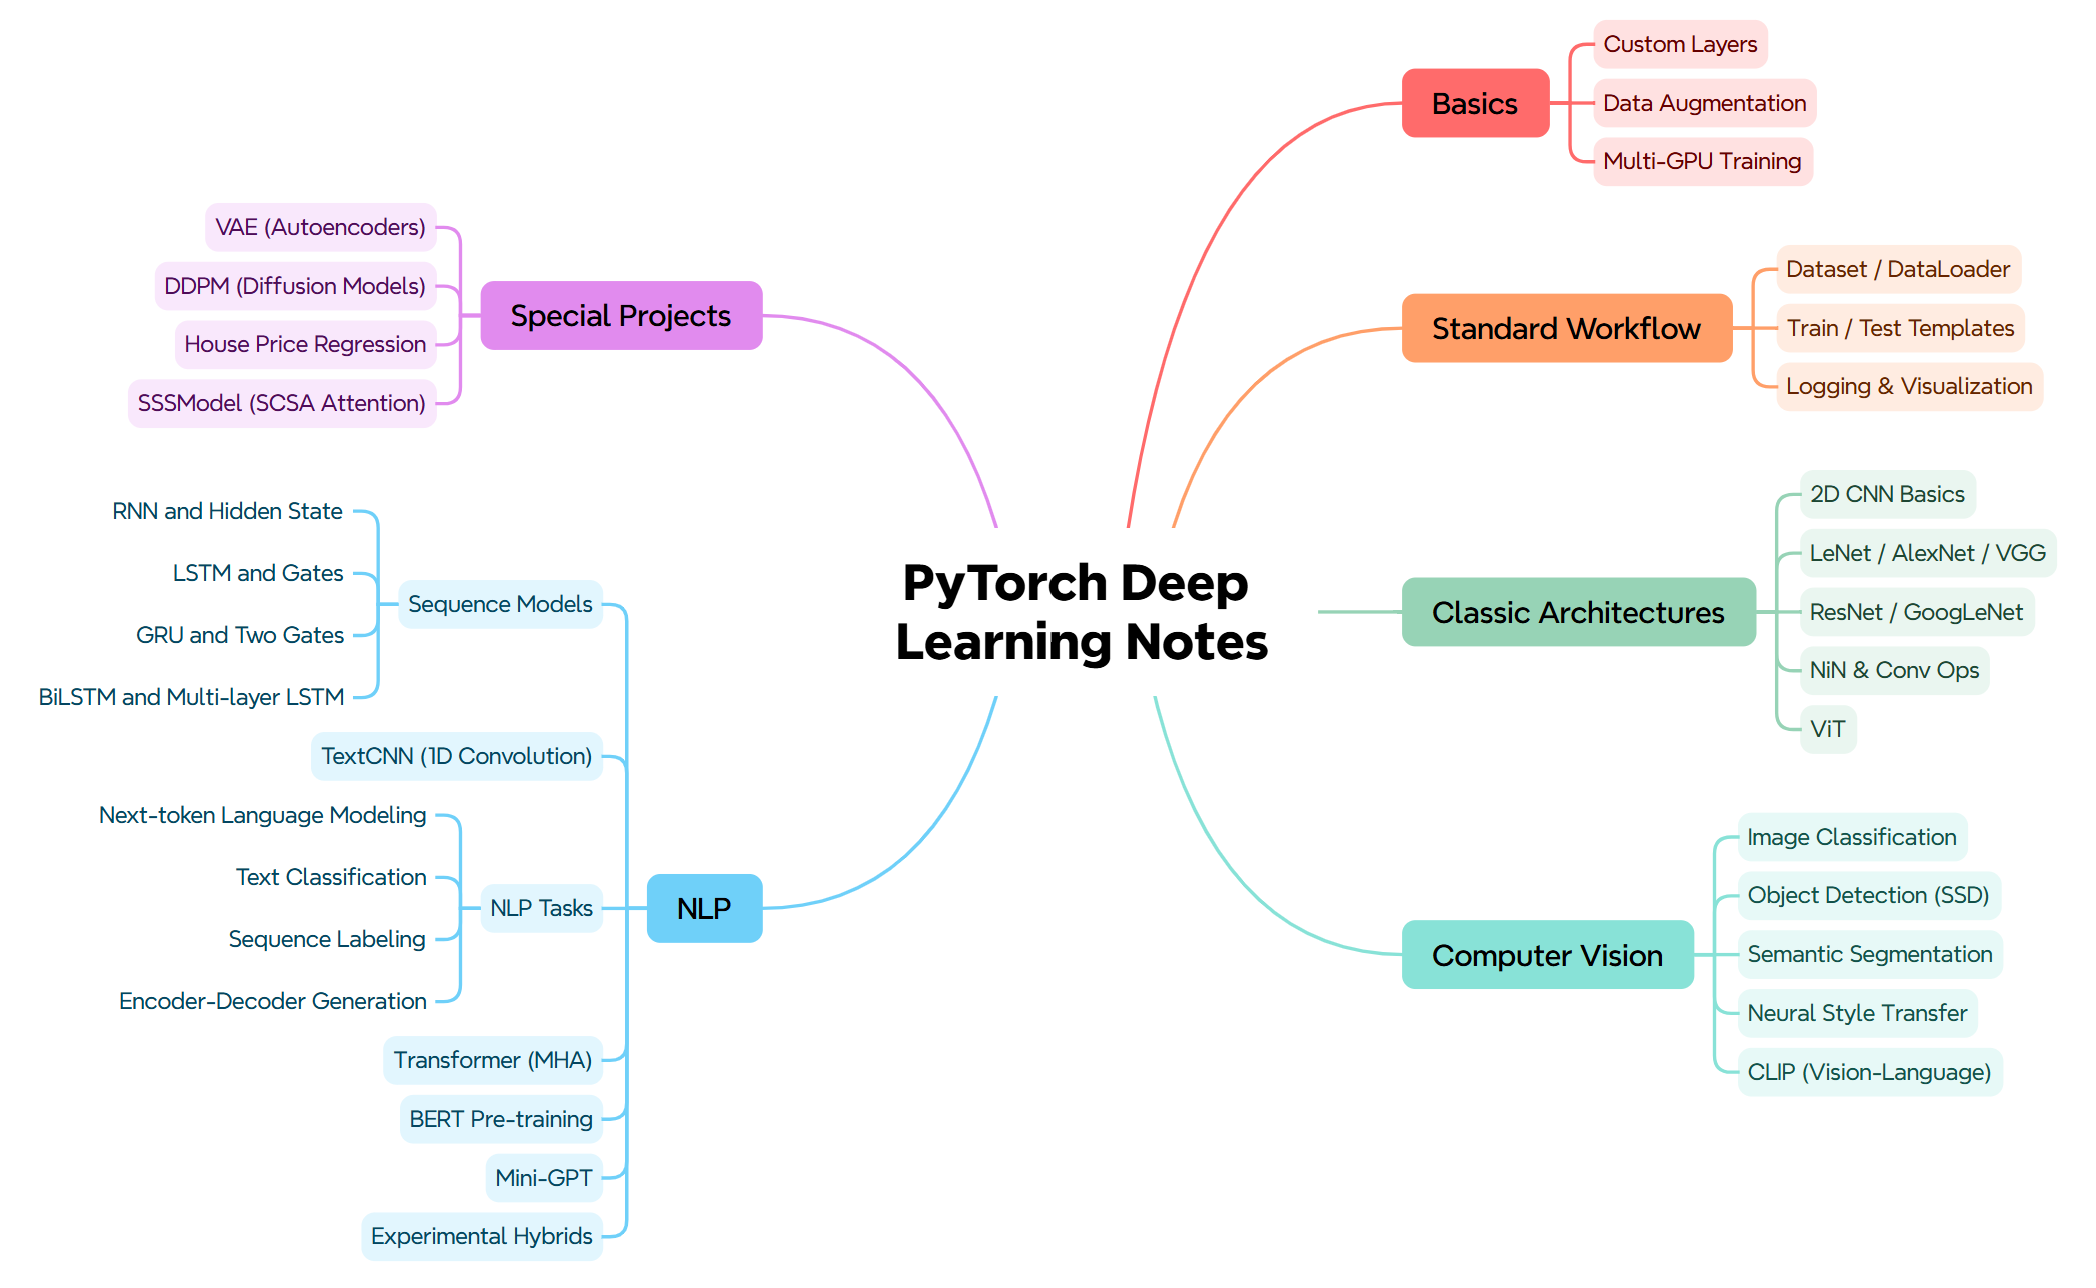 PyTorch Deep
Learning Notes
Basics
Custom Layers
Data Augmentation
Multi-GPU Training
Standard Workflow
Dataset / DataLoader
Train / Test Templates
Logging & Visualization
Classic Architectures
2D CNN Basics
LeNet / AlexNet / VGG
ResNet / GoogLeNet
NiN & Conv Ops
ViT
Computer Vision
Image Classification
Object Detection (SSD)
Semantic Segmentation
Neural Style Transfer
CLIP (Vision-Language)
Special Projects
VAE (Autoencoders)
DDPM (Diffusion Models)
House Price Regression
SSSModel (SCSA Attention)
NLP
Sequence Models
RNN and Hidden State
LSTM and Gates
GRU and Two Gates
BiLSTM and Multi-layer LSTM
TextCNN (1D Convolution)
NLP Tasks
Next-token Language Modeling
Text Classification
Sequence Labeling
Encoder-Decoder Generation
Transformer (MHA)
BERT Pre-training
Mini-GPT
Experimental Hybrids